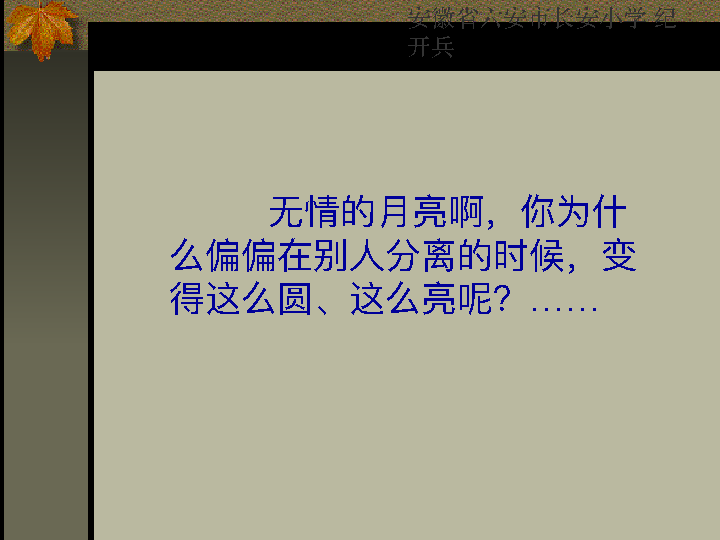 安徽省六安市长安小学 纪
开兵
无情的月亮啊，你为什
么偏偏在别人分离的时候，变
得这么圆、这么亮呢？……